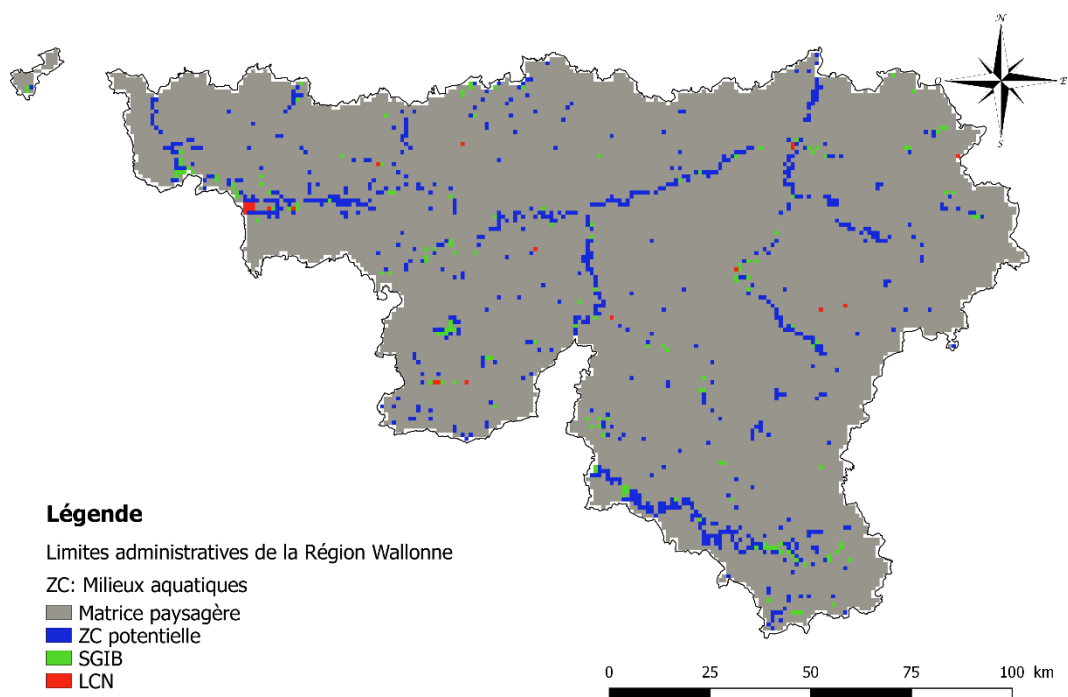 N
O
E
S
Légende
Limites administratives de la Région Wallonne
ZC: Milieux aquatiques
Matrice paysagère
ZC potentielle
SGIB
LCN
0 25 50 75 100 km